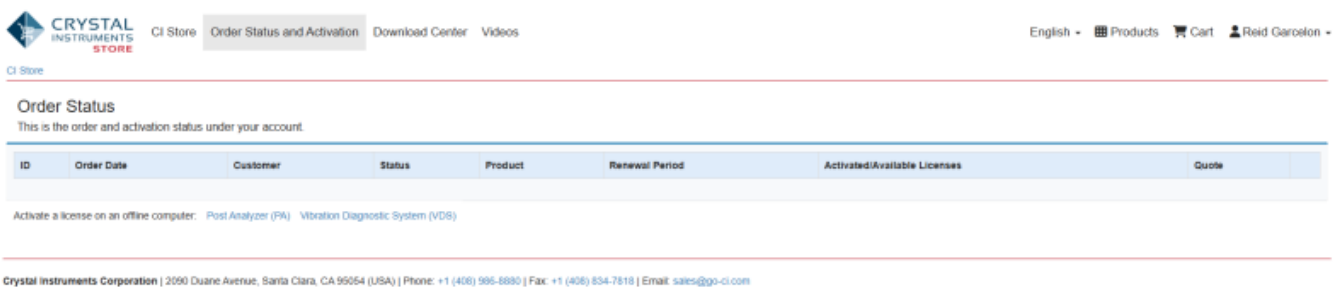 CRYSTAL INSTRUMENTS STORE CI Store Order Status and Activation Download Center Videos English Products Cart Reid Garcelon
CI Store
Order Status
This is the order and activation status under your account.
ID Order Date Customer Status Product Renewal Period Activated/Available Licenses Quote
Activate a license on an offline computer: Post Analyzer (PA) Vibration Diagnostic System (VDS)
Crystal Instruments Corporation | 2090 Duane Avenue, Santa Clara, CA 95054 (USA) | Phone: +1 (408) 986-8880 | Fax: +1 (408) 834-7818 | Email: sales@go-ci.com